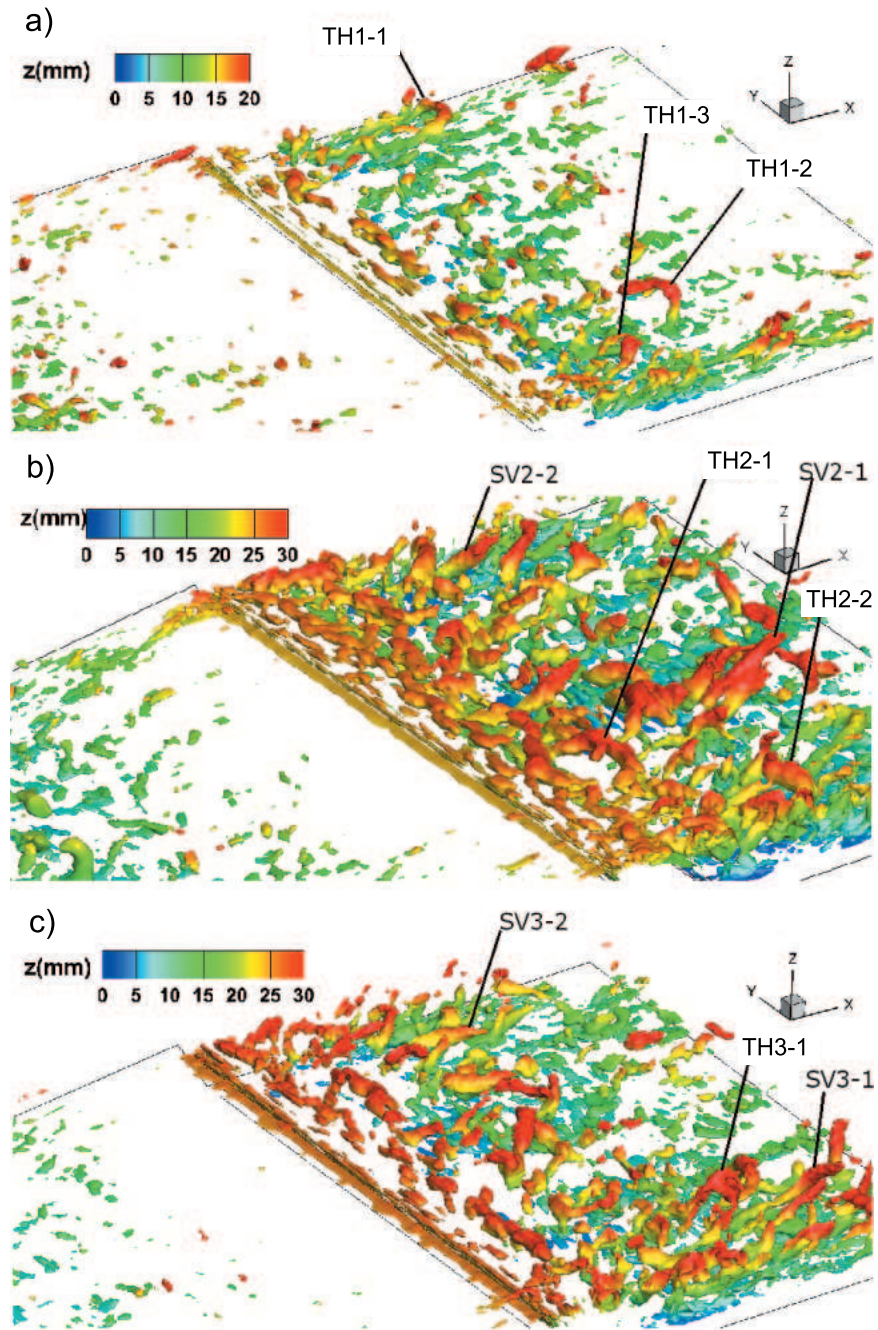 a)
TH1-1
z(mm)
0 5 10 15 20
TH1-3
TH1-2
Z
Y
X
b)
SV2-2
TH2-1
SV2-1
z(mm)
0 5 10 15 20 25 30
Z
Y
X
TH2-2
c)
SV3-2
z(mm)
0 5 10 15 20 25 30
Z
Y
X
TH3-1
SV3-1